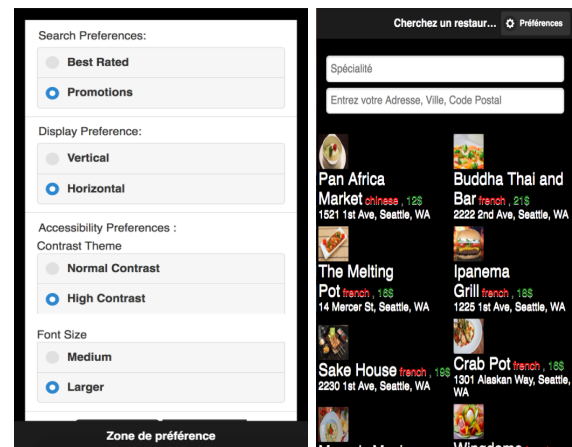 Search Preferences:
Best Rated
Promotions
Display Preference:
Vertical
Horizontal
Accessibility Preferences :
Contrast Theme
Normal Contrast
High Contrast
Font Size
Medium
Larger
Zone de préférence
Cherchez un restaur... Préférences
Spécialité
Entrez votre Adresse, Ville, Code Postal
Pan Africa
Market chinese , 12$
1521 1st Ave, Seattle, WA
Buddha Thai and
Bar french , 21$
2222 2nd Ave, Seattle, WA
The Melting
Pot french , 16$
14 Mercer St, Seattle, WA
Ipanema
Grill french , 16$
1225 1st Ave, Seattle, WA
Sake House french , 19$
2230 1st Ave, Seattle, WA
Crab Pot french , 16$
1301 Alaskan Way, Seattle,
WA